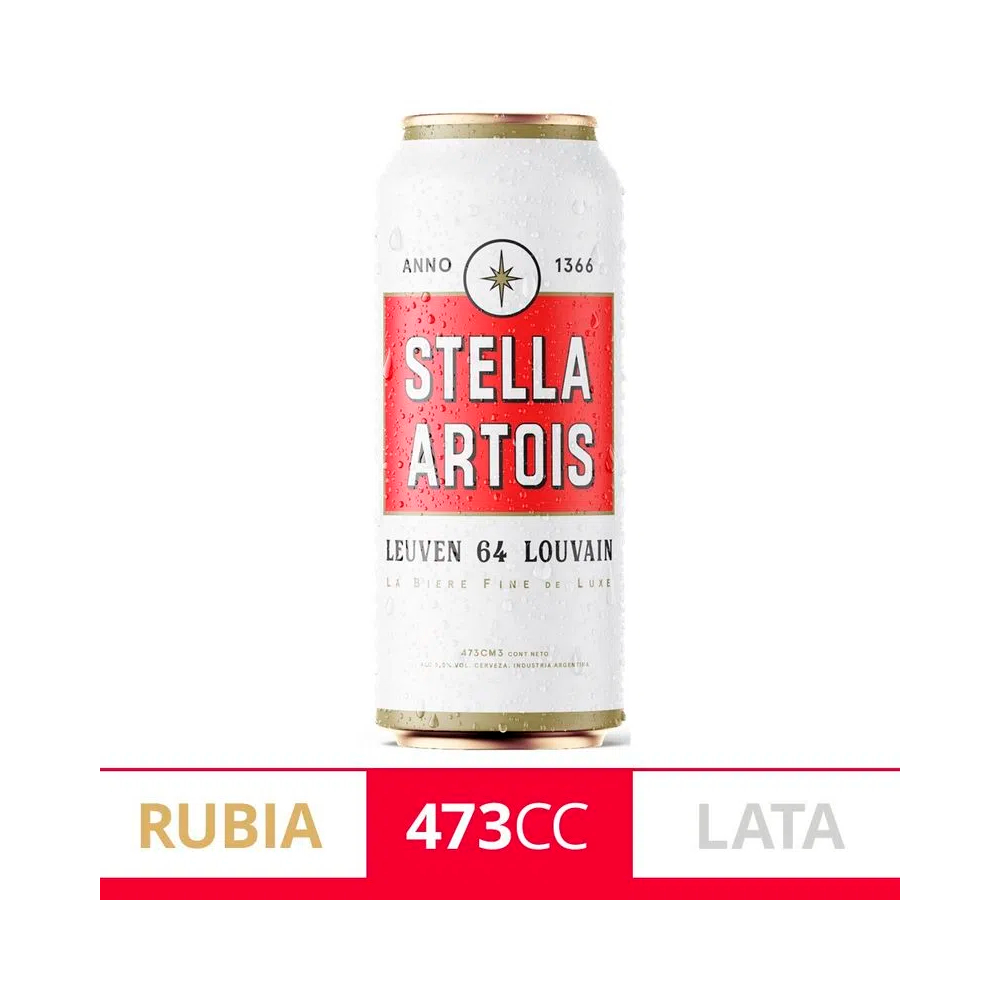 ANNO 1366
STELLA
ARTOIS
LEUVEN 64 LOUVAIN
LA BIERE FINE DE LUXE
473CM3 CONT NETO
VOL. CERVEZA. INDUSTRIA ARGENTINA
RUBIA 473CC LATA